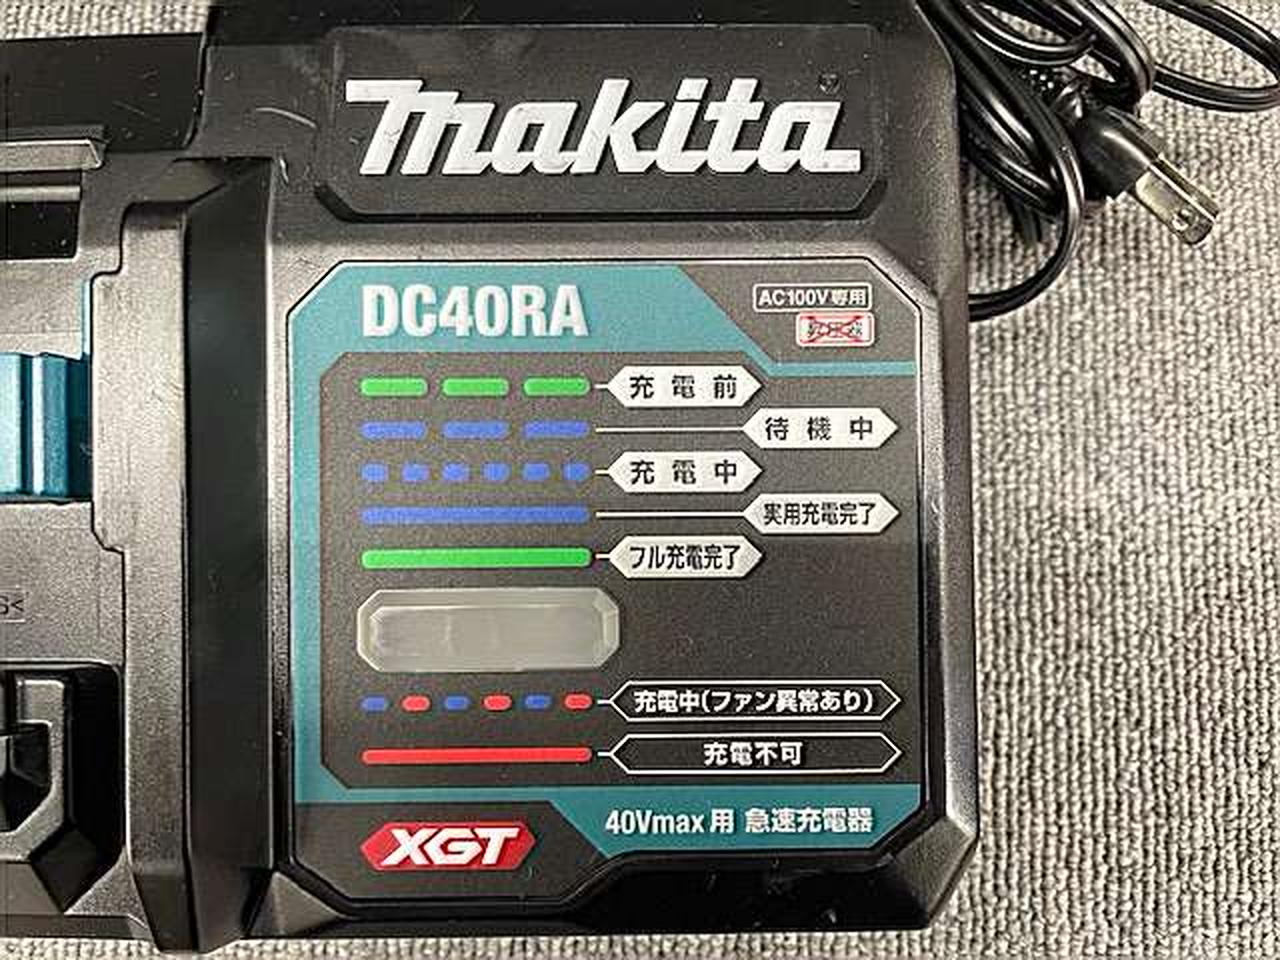 makita
DC40RA
AC100V専用
昇圧器
充電前
待機中
充電中
実用充電完了
フル充電完了
充電中(ファン異常あり)
充電不可
XGT
40Vmax用 急速充電器